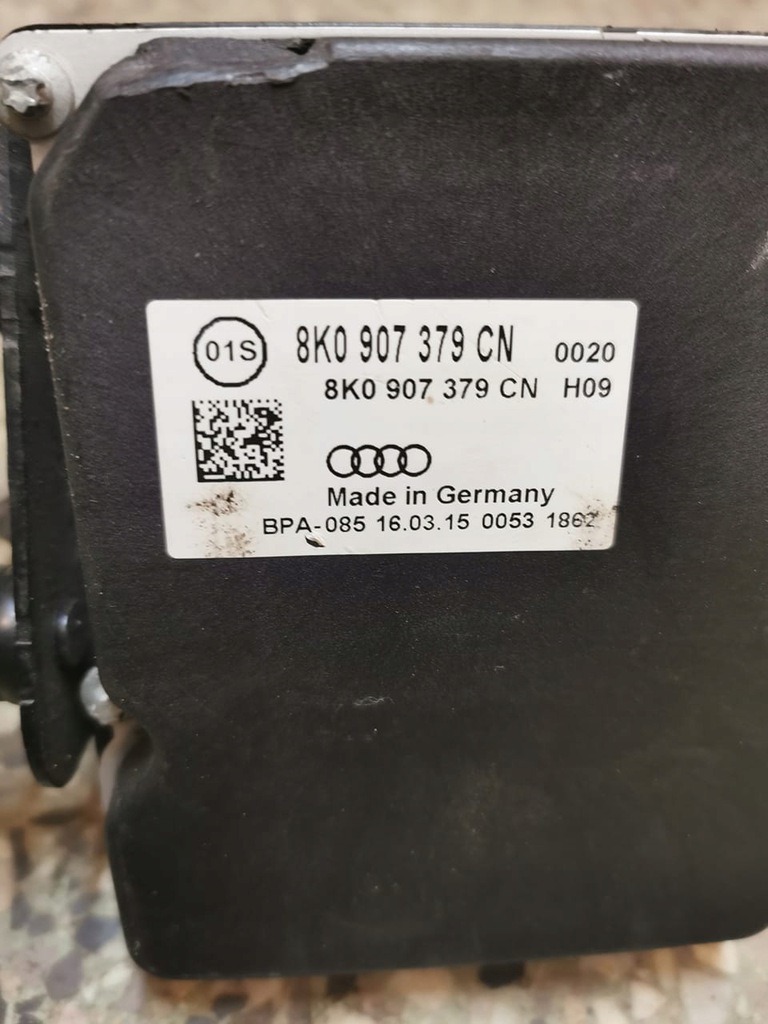 01S 8K0 907 379 CN 0020
8K0 907 379 CN H09
Made in Germany
BPA-085 16.03.15 0053 1862